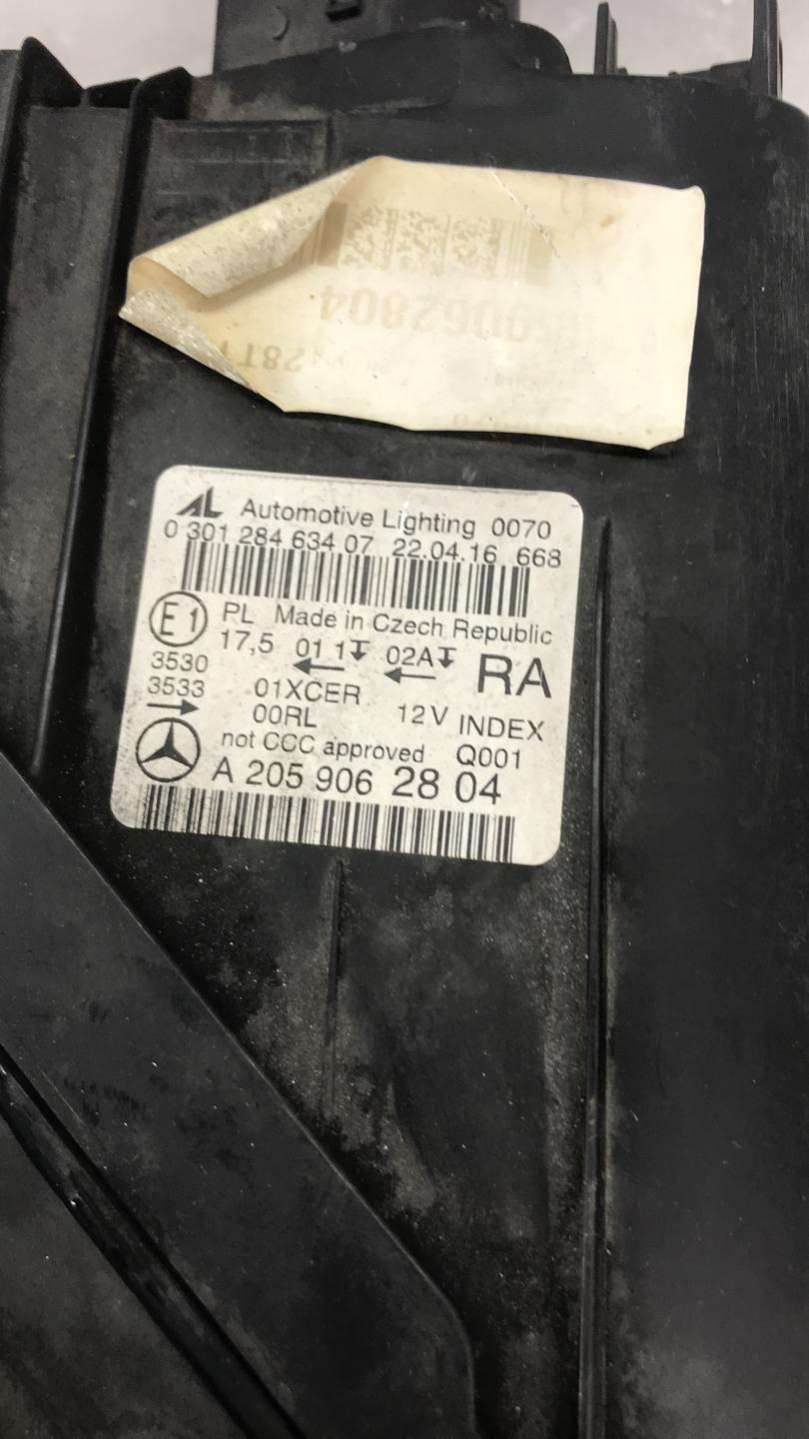 AL Automotive Lighting 0070
0 301 284 634 07 22.04.16 668
E1 PL Made in Czech Republic
17,5 01 1 02A RA
3530
3533 01XCER
00RL 12V INDEX
not CCC approved Q001
A 205 906 28 04